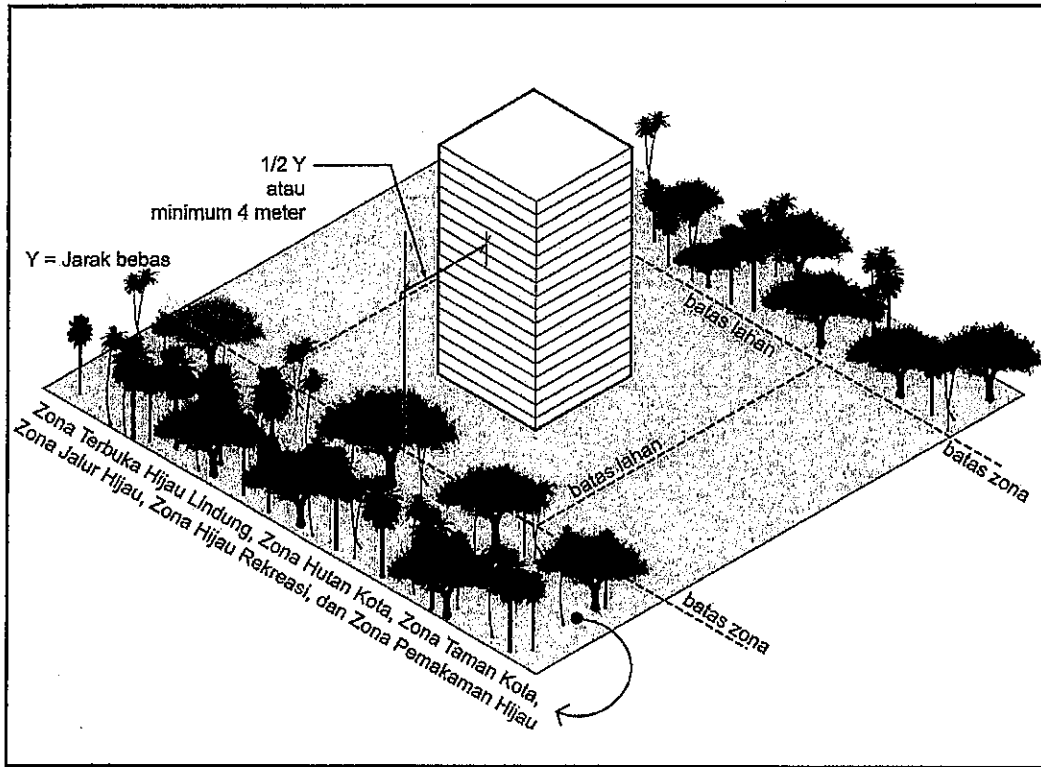 1/2 Y
atau
minimum 4 meter
Y = Jarak bebas
batas lahan
batas lahan
batas zona
batas zona
Zona Terbuka Hijau Lindung, Zona Hutan Kota, Zona Taman Kota,
Zona Jalur Hijau, Zona Hijau Rekreasi, dan Zona Pemakaman Hijau